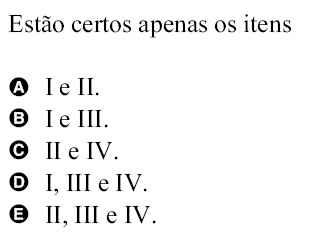 Estão certos apenas os itens
A I e II.
B I e III.
C II e IV.
D I, III e IV.
E II, III e IV.